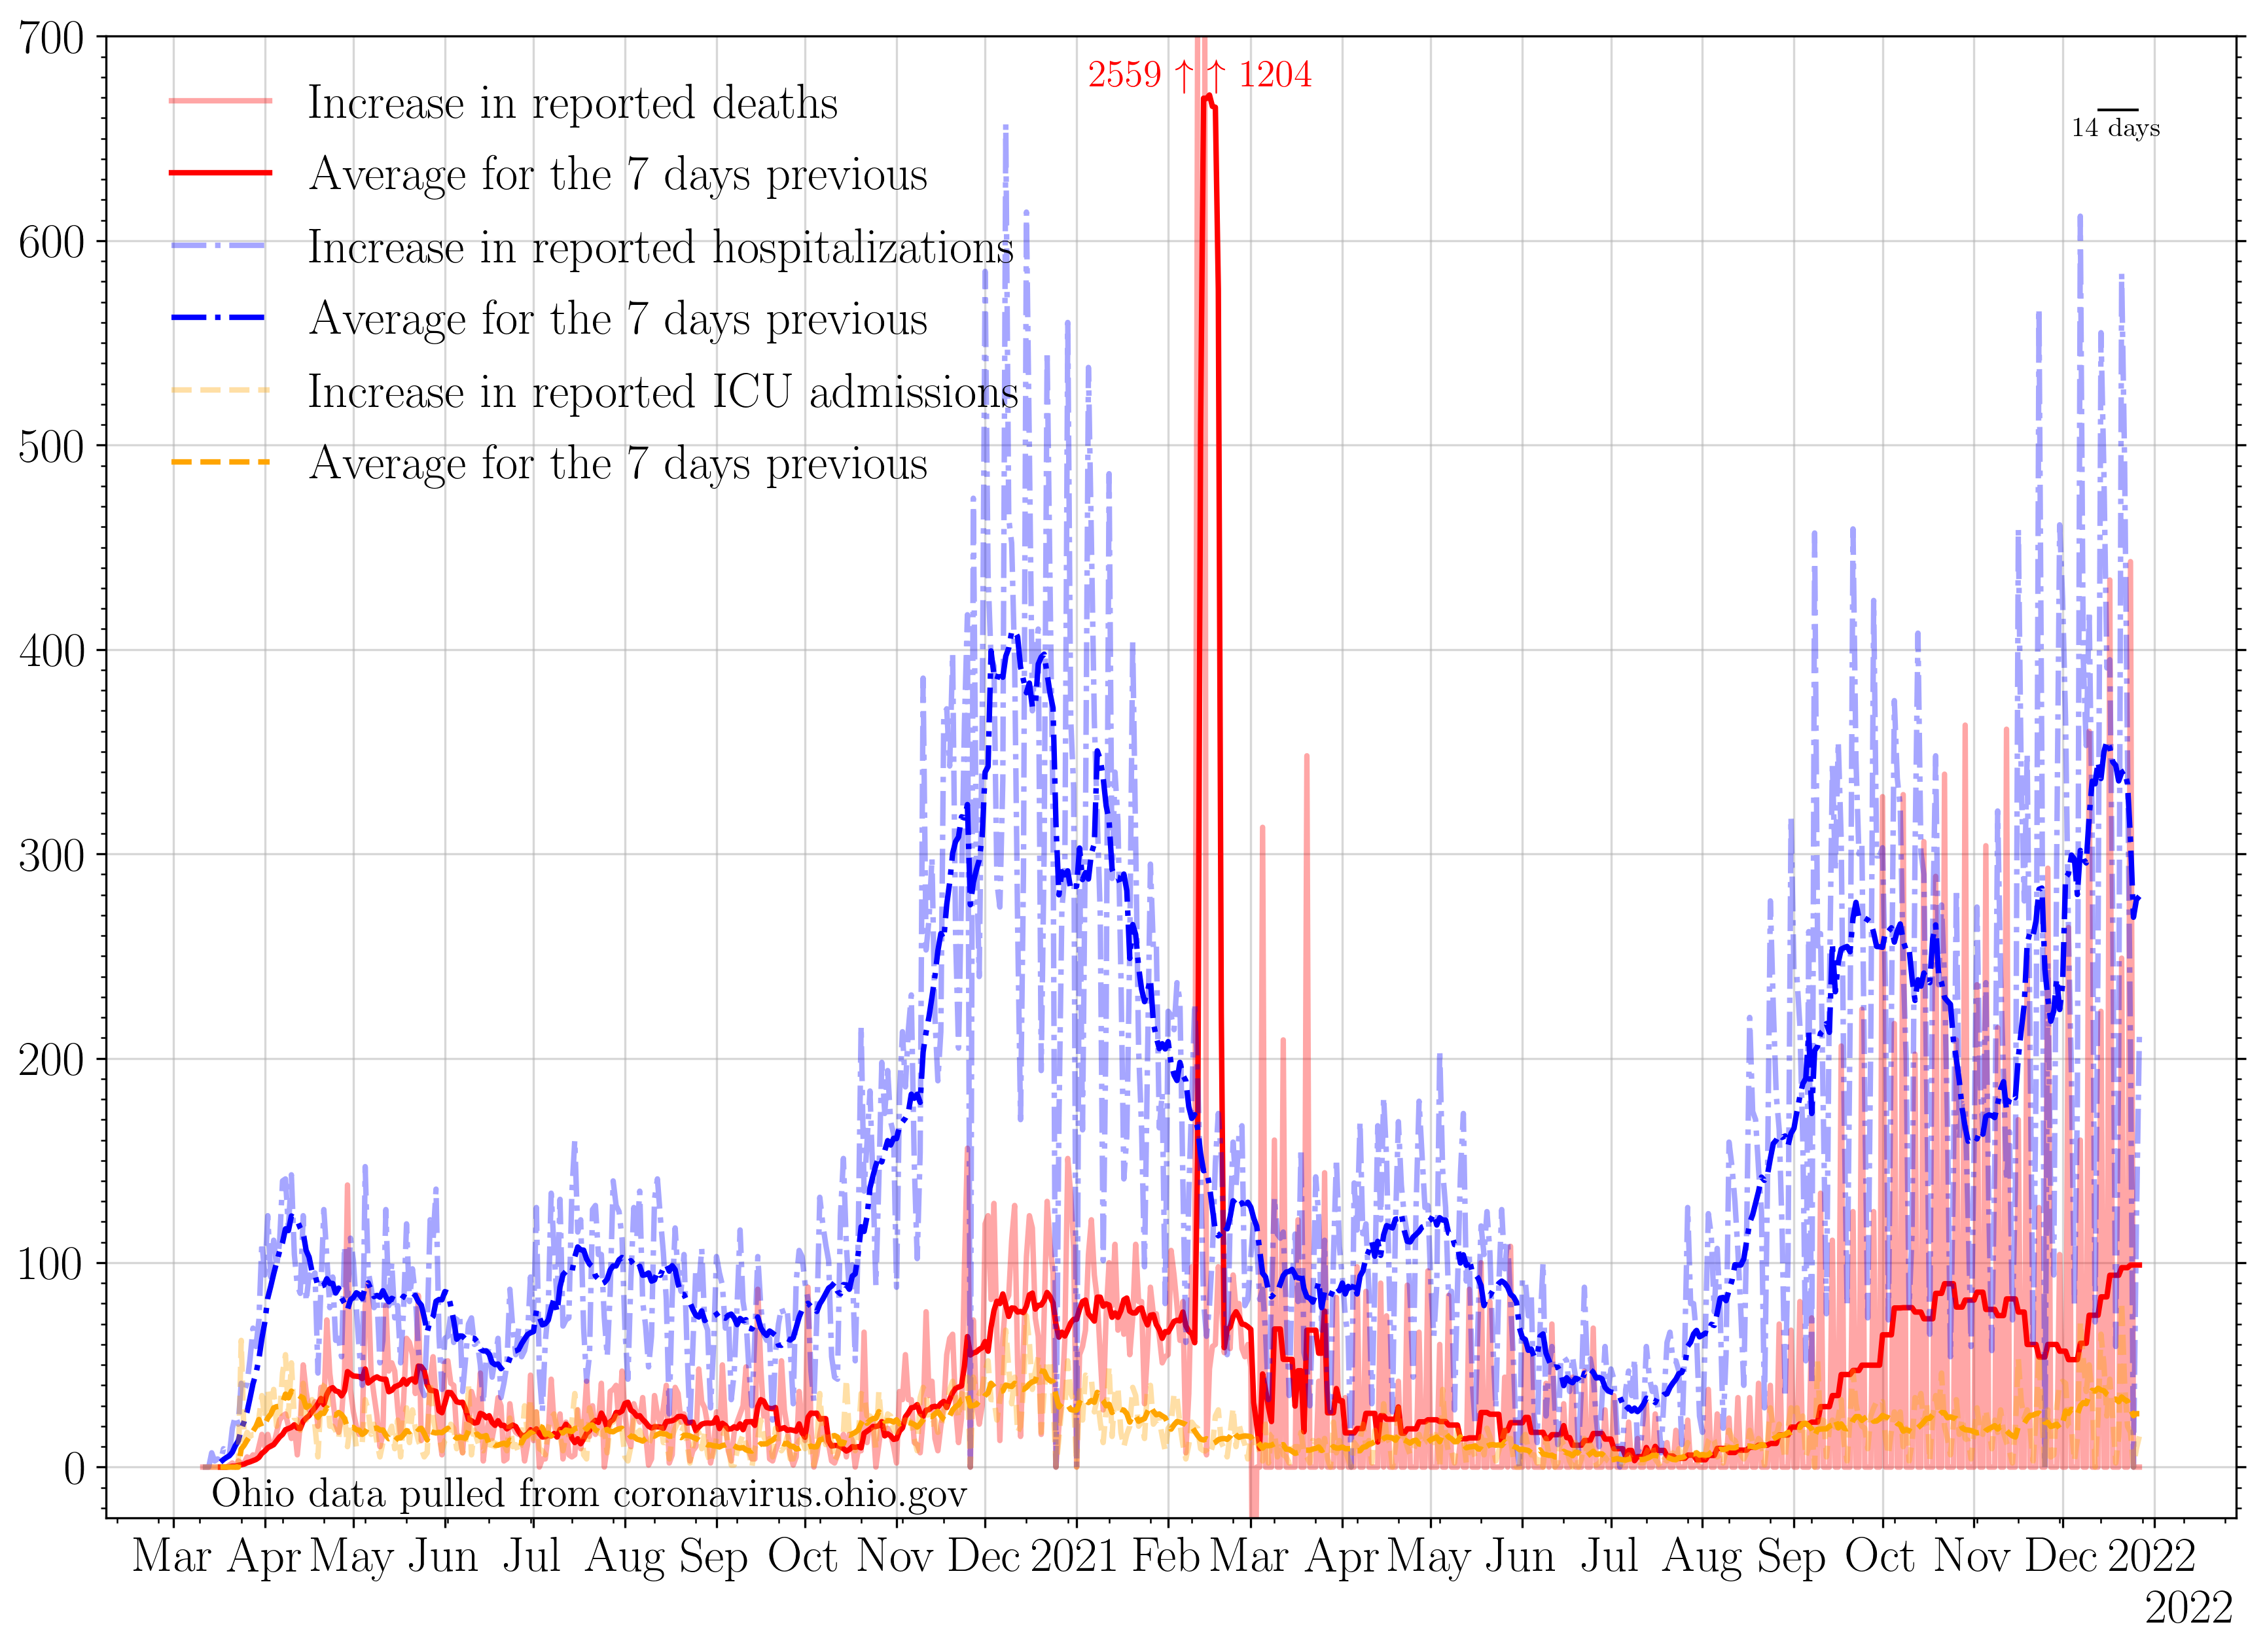 700
600
500
400
300
200
100
0
2559 ↑ ↑ 1204
14 days
Increase in reported deaths
Average for the 7 days previous
Increase in reported hospitalizations
Average for the 7 days previous
Increase in reported ICU admissions
Average for the 7 days previous
Ohio data pulled from coronavirus.ohio.gov
Mar Apr May Jun Jul Aug Sep Oct Nov Dec 2021 Feb Mar Apr May Jun Jul Aug Sep Oct Nov Dec 2022
2022